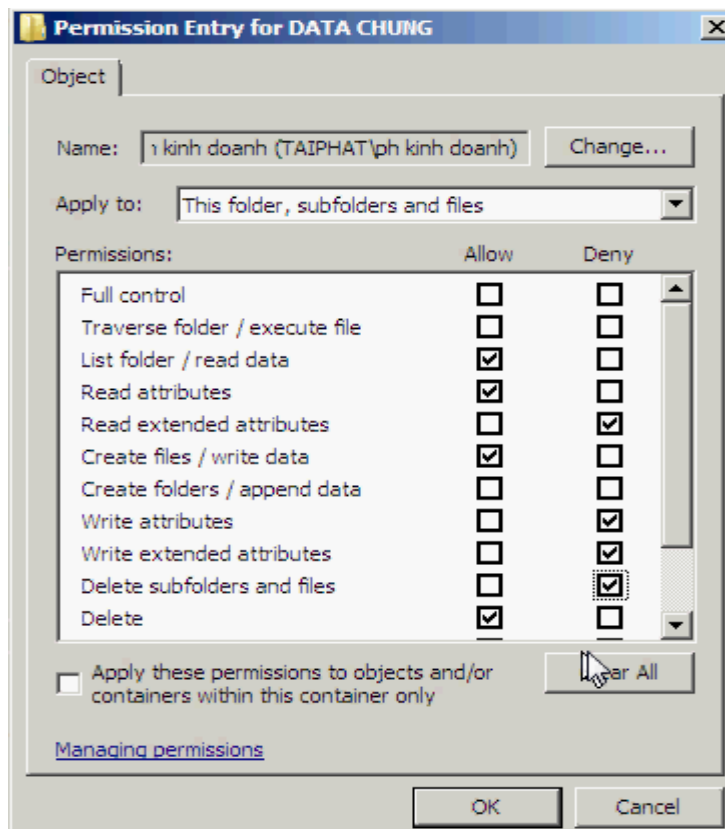 Permission Entry for DATA CHUNG
Object
Name: kinh doanh (TAIPHAT\ph kinh doanh) Change...
Apply to: This folder, subfolders and files
Permissions: Allow Deny
Full control
Traverse folder / execute file
List folder / read data
Read attributes
Read extended attributes
Create files / write data
Create folders / append data
Write attributes
Write extended attributes
Delete subfolders and files
Delete
Apply these permissions to objects and/or
containers within this container only
All
Managing permissions
OK Cancel